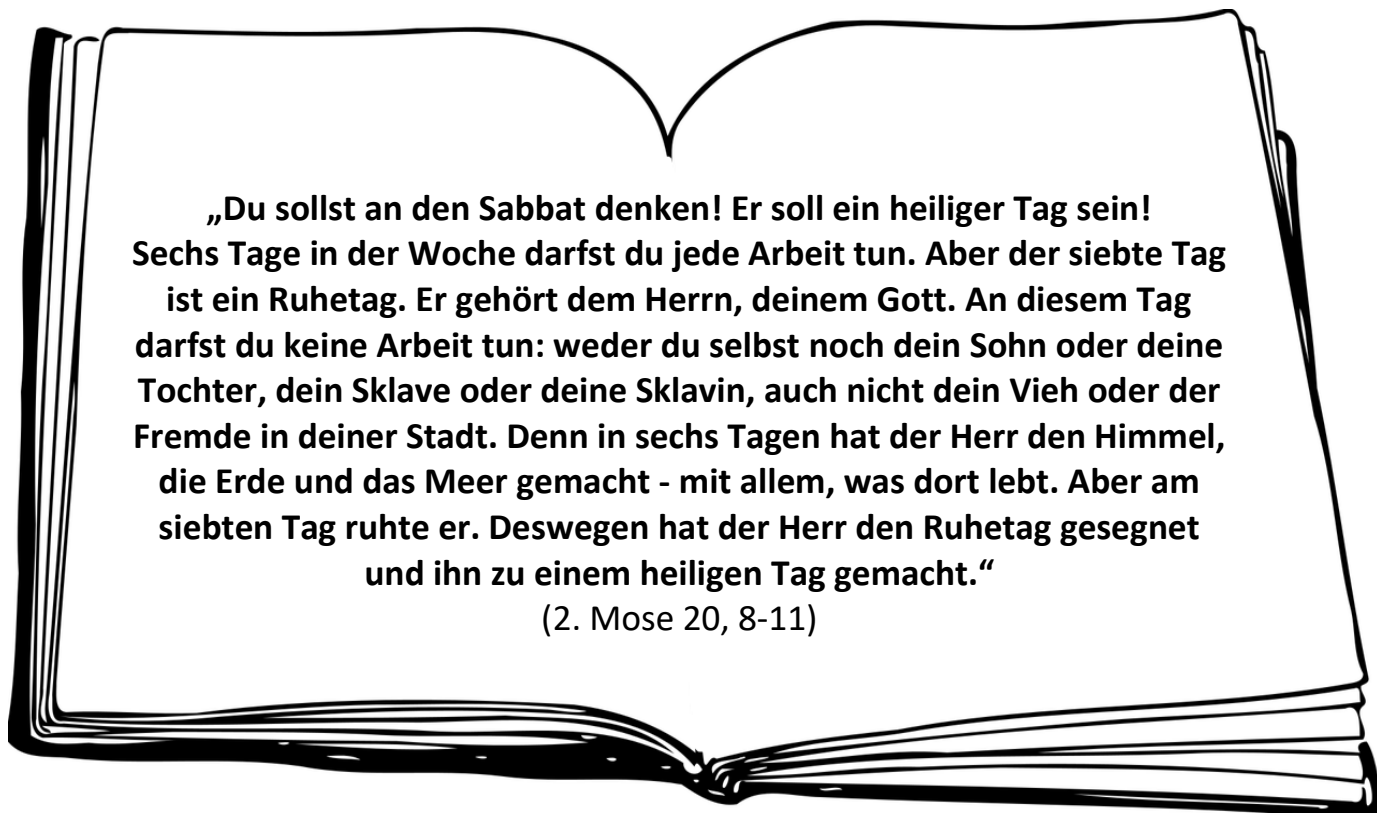 „Du sollst an den Sabbat denken! Er soll ein heiliger Tag sein!
Sechs Tage in der Woche darfst du jede Arbeit tun. Aber der siebte Tag
ist ein Ruhetag. Er gehört dem Herrn, deinem Gott. An diesem Tag
darfst du keine Arbeit tun: weder du selbst noch dein Sohn oder deine
Tochter, dein Sklave oder deine Sklavin, auch nicht dein Vieh oder der
Fremde in deiner Stadt. Denn in sechs Tagen hat der Herr den Himmel,
die Erde und das Meer gemacht - mit allem, was dort lebt. Aber am
siebten Tag ruhte er. Deswegen hat der Herr den Ruhetag gesegnet
und ihn zu einem heiligen Tag gemacht.“
(2. Mose 20, 8-11)